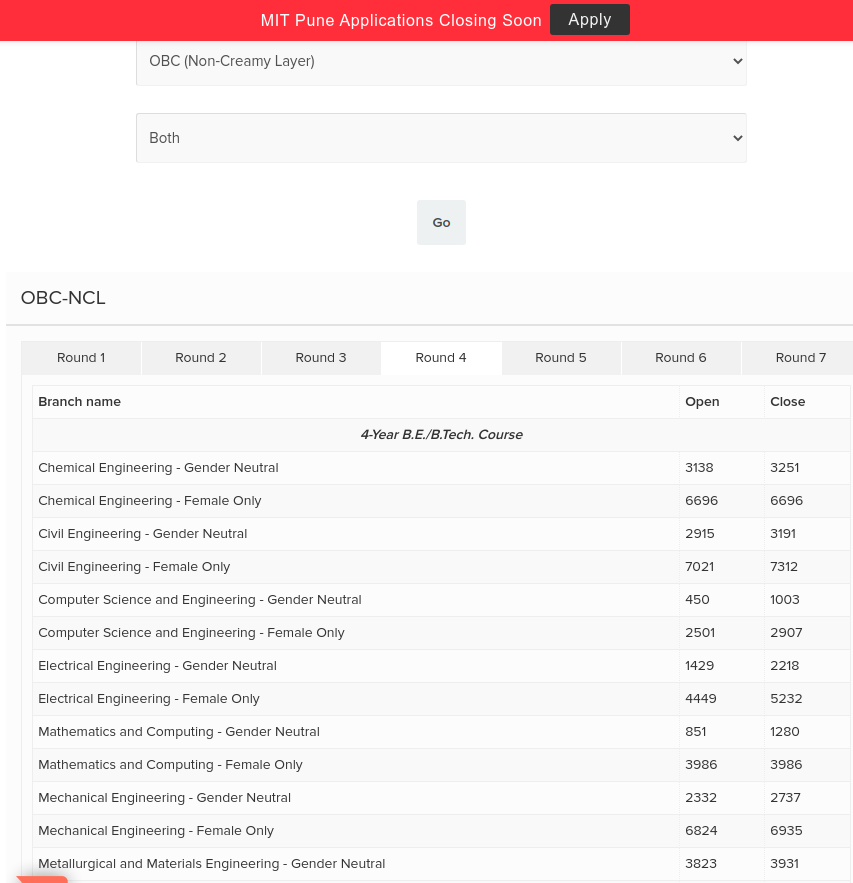 MIT Pune Applications Closing Soon Apply
OBC (Non-Creamy Layer)
Both
Go
OBC-NCL
Round 1 Round 2 Round 3 Round 4 Round 5 Round 6 Round 7
Branch name Open Close
4-Year B.E./B.Tech. Course
Chemical Engineering - Gender Neutral 3138 3251
Chemical Engineering - Female Only 6696 6696
Civil Engineering - Gender Neutral 2915 3191
Civil Engineering - Female Only 7021 7312
Computer Science and Engineering - Gender Neutral 450 1003
Computer Science and Engineering - Female Only 2501 2907
Electrical Engineering - Gender Neutral 1429 2218
Electrical Engineering - Female Only 4449 5232
Mathematics and Computing - Gender Neutral 851 1280
Mathematics and Computing - Female Only 3986 3986
Mechanical Engineering - Gender Neutral 2332 2737
Mechanical Engineering - Female Only 6824 6935
Metallurgical and Materials Engineering - Gender Neutral 3823 3931